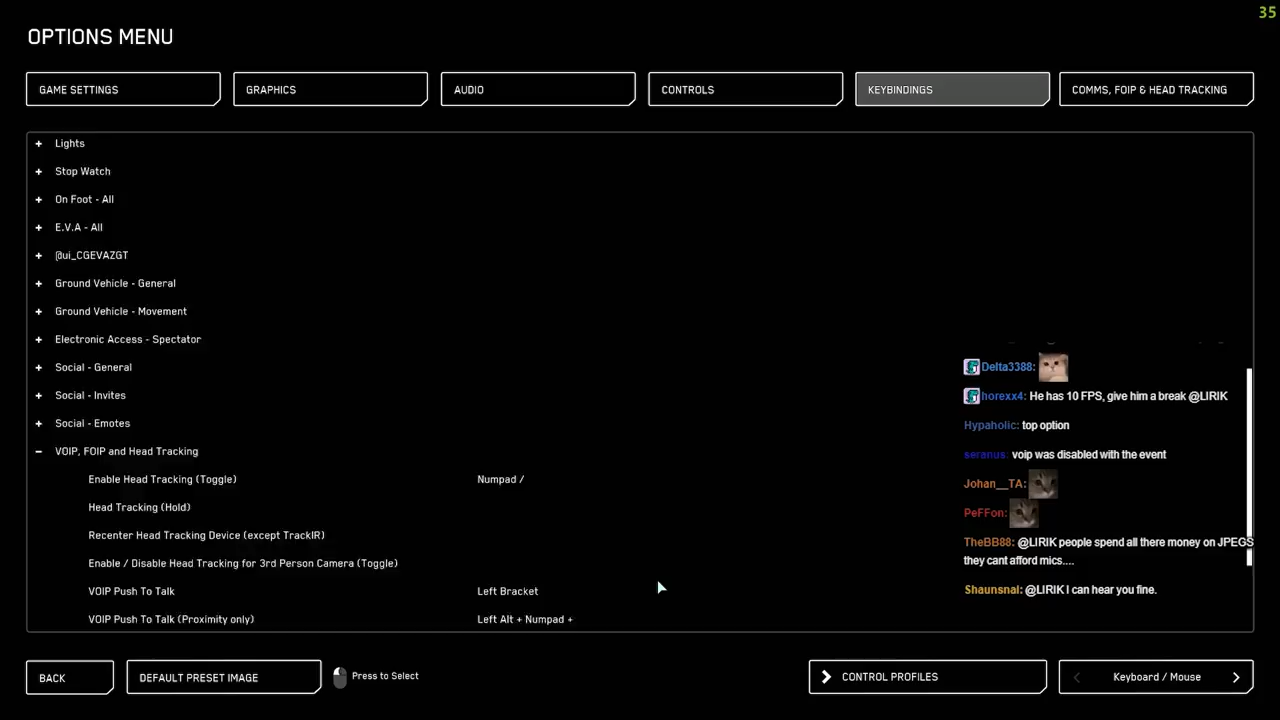 35
OPTIONS MENU
GAME SETTINGS
GRAPHICS
AUDIO
CONTROLS
KEYBINDINGS
COMMS, FOIP & HEAD TRACKING
+ Lights
+ Stop Watch
+ On Foot - All
+ E.V.A - All
+ @ui_CGEVAZGT
+ Ground Vehicle - General
+ Ground Vehicle - Movement
+ Electronic Access - Spectator
+ Social - General
+ Social - Invites
+ Social - Emotes
- VOIP, FOIP and Head Tracking
Enable Head Tracking (Toggle) Numpad /
Head Tracking (Hold)
Recenter Head Tracking Device (except TrackIR)
Enable / Disable Head Tracking for 3rd Person Camera (Toggle)
VOIP Push To Talk Left Bracket
VOIP Push To Talk (Proximity only) Left Alt + Numpad +
Delta3388:
horexx4: He has 10 FPS, give him a break @LIRIK
Hypaholic: top option
seranus: voip was disabled with the event
Johan__TA:
PeFFon:
TheBB88: @LIRIK people spend all there money on JPEGS
they cant afford mics....
Shaunsnal: @LIRIK I can hear you fine.
BACK
DEFAULT PRESET IMAGE
Press to Select
CONTROL PROFILES
Keyboard / Mouse